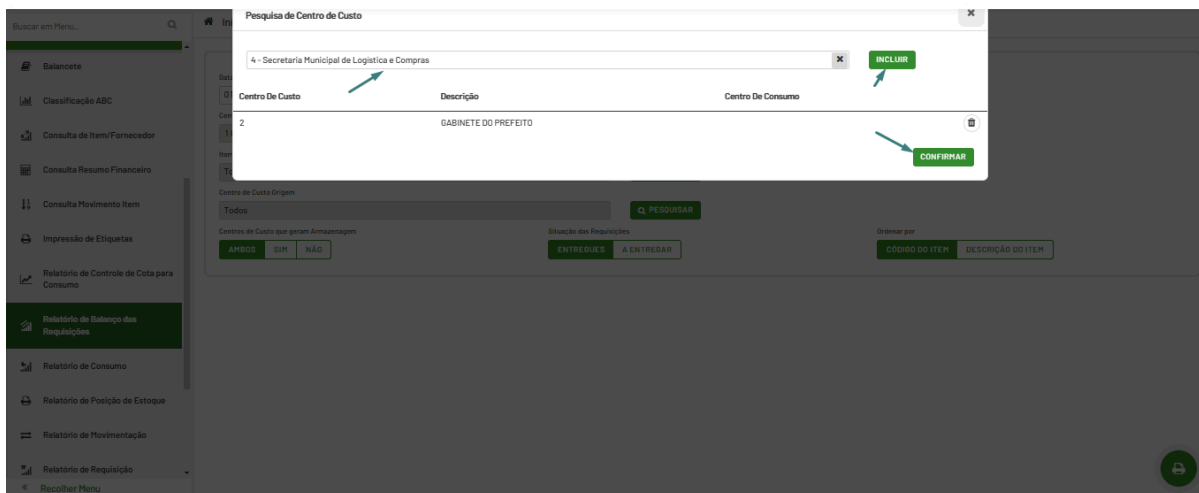 Buscar em Menu...
Balancete
Classificação ABC
Consulta de Item/Fornecedor
Consulta Resumo Financeiro
Consulta Movimento Item
Impressão de Etiquetas
Relatório de Controle de Cota para
Consumo
Relatório de Balanço das
Requisições
Relatório de Consumo
Relatório de Posição de Estoque
Relatório de Movimentação
Relatório de Requisição
Recolher Menu
Pesquisa de Centro de Custo
4 - Secretaria Municipal de Logistica e Compras
INCLUIR
Centro De Custo Descrição Centro De Consumo
2 GABINETE DO PREFEITO
CONFIRMAR
Centro de Custo Origem
Todos PESQUISAR
Centros de Custo que geram Armazenagem Situação das Requisições Ordenar por
AMBOS SIM NÃO ENTREGUES A ENTREGAR CÓDIGO DO ITEM DESCRIÇÃO DO ITEM